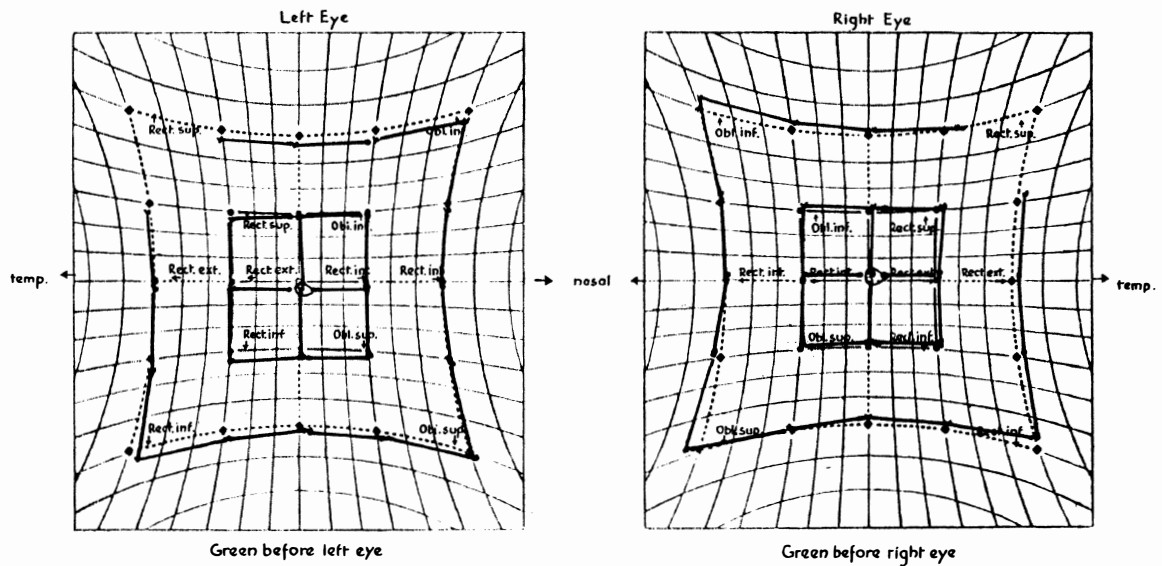 Left Eye
Rect. sup.
Obl. in
Rect. sup.
Obl. inf.
temp.
Rect. ext.
Rect. ext.
Rect. int
Rect. int
Rect. inf
Obl. sup.
Rect. inf.
Obl. sup
Green before left eye
nosal
Right Eye
Obl. inf.
Rect. sup.
Obl. inf.
Rect. sup.
Rect. int.
Rect. int
Rect. ext
Rect. ext.
temp.
Obl. sup
Rect. inf.
Obl. sup
Rect. inf
Green before right eye